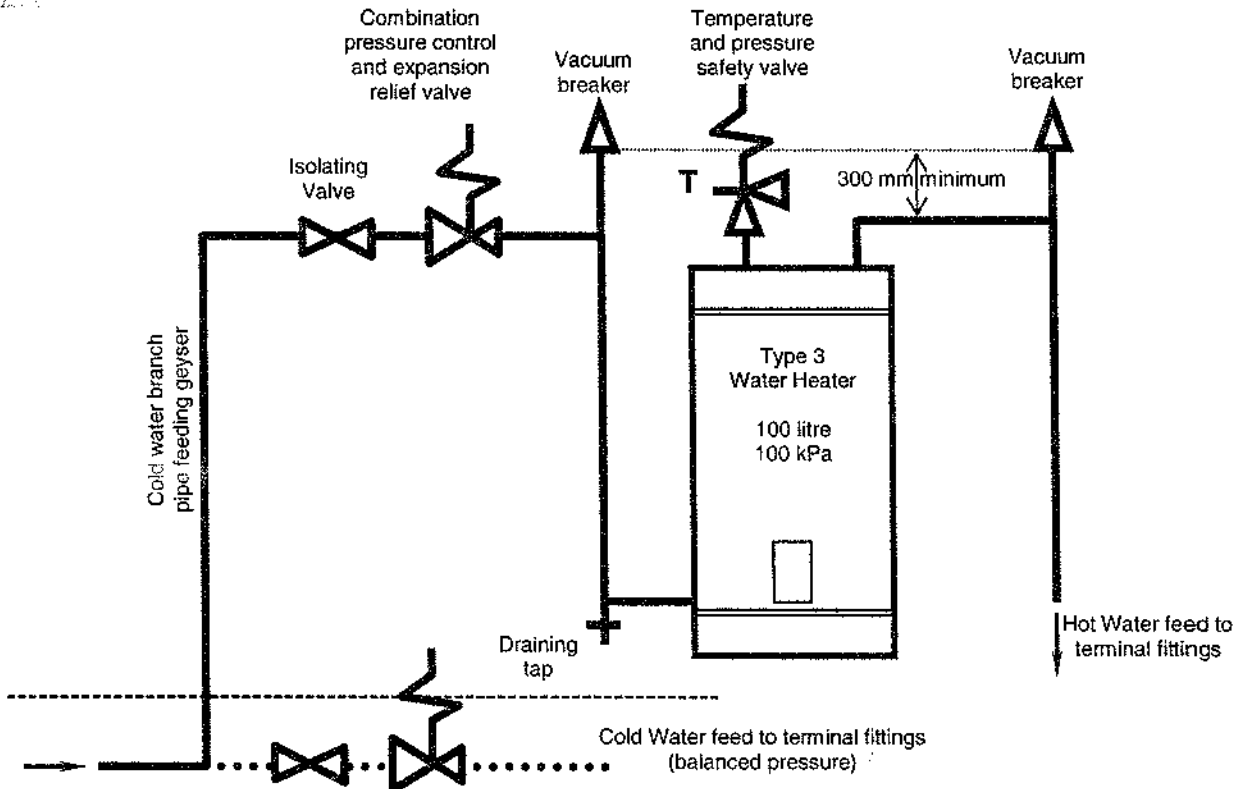 Combination
pressure control
and expansion
relief valve
Temperature
and pressure
safety valve
Vacuum
breaker
Vacuum
breaker
Isolating
Valve
T
300 mm minimum
Cold water branch
pipe feeding geyser
Type 3
Water Heater
100 litre
100 kPa
Draining
tap
Hot Water feed to
terminal fittings
Cold Water feed to terminal fittings
(balanced pressure)